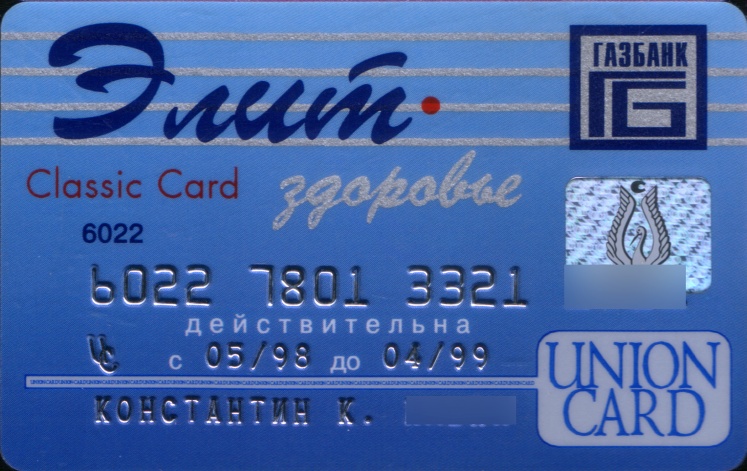 Элит
ГАЗБАНК
ГБ
Classic Card
здоровье
6022
6022 7801 3321
действительна
UC с 05/98 до 04/99
UNION
CARD
КОНСТАНТИН К.